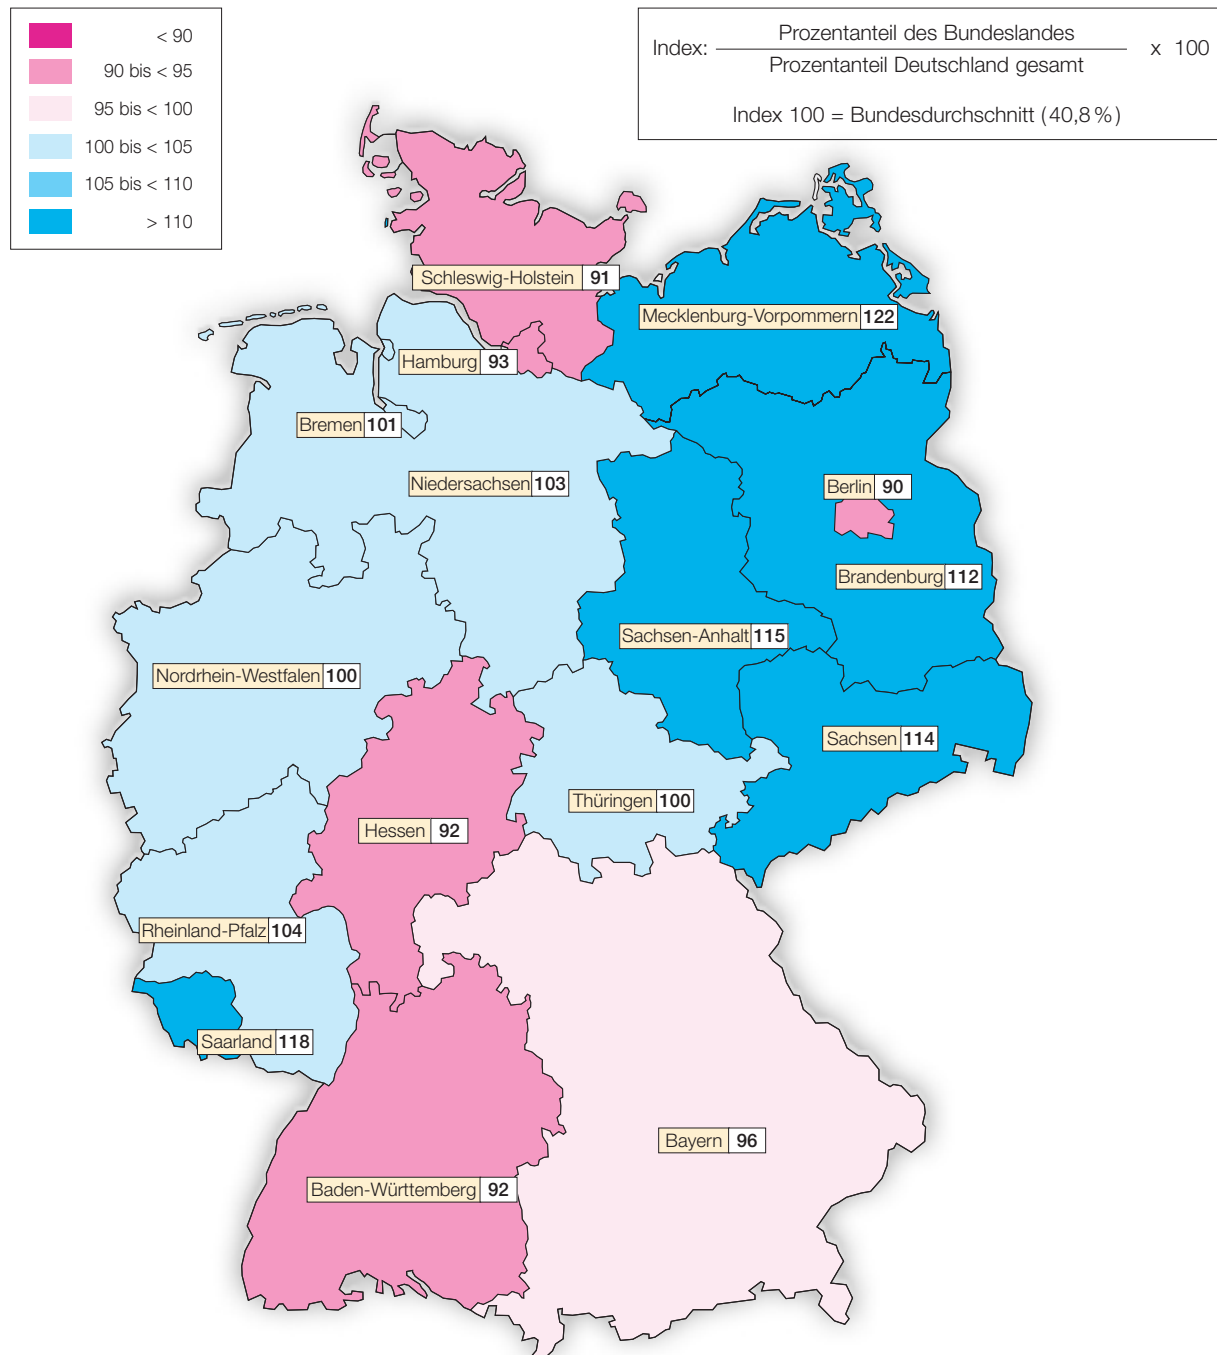 < 90
90 bis < 95
95 bis < 100
100 bis < 105
105 bis < 110
> 110
Index: Prozentanteil des Bundeslandes x 100
Prozentanteil Deutschland gesamt
Index 100 = Bundesdurchschnitt (40,8 %)
Schleswig-Holstein 91
Mecklenburg-Vorpommern 122
Hamburg 93
Bremen 101
Niedersachsen 103
Berlin 90
Brandenburg 112
Sachsen-Anhalt 115
Nordrhein-Westfalen 100
Sachsen 114
Thüringen 100
Hessen 92
Rheinland-Pfalz 104
Saarland 118
Bayern 96
Baden-Württemberg 92